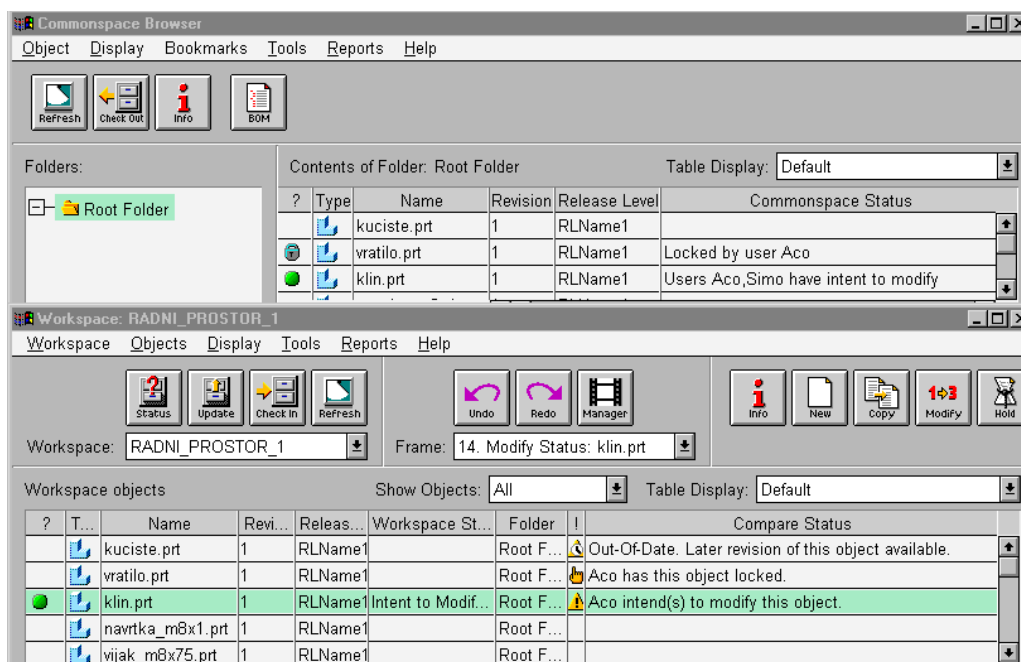 Commonspace Browser
Object Display Bookmarks Tools Reports Help
Refresh Check Out Info BOM
Folders: Contents of Folder: Root Folder Table Display: Default
Root Folder
? Type Name Revision Release Level Commonspace Status
kuciste.prt 1 RLName1
vratilo.prt 1 RLName1 Locked by user Aco
klin.prt 1 RLName1 Users Aco,Simo have intent to modify
Workspace: RADNI_PROSTOR_1
Workspace Objects Display Tools Reports Help
Status Update Check In Refresh Undo Redo Manager Info New Copy 1 3 Modify Hold
Workspace: RADNI_PROSTOR_1 Frame: 14. Modify Status: klin.prt
Workspace objects Show Objects: All Table Display: Default
? T... Name Revi... Releas... Workspace St... Folder ! Compare Status
kuciste.prt 1 RLName1 Root F... Out-Of-Date. Later revision of this object available.
vratilo.prt 1 RLName1 Root F... Aco has this object locked.
klin.prt 1 RLName1 Intent to Modif... Root F... Aco intend(s) to modify this object.
navrtka_m8x1.prt 1 RLName1 Root F...
vijak_m8x75.prt 1 RLName1 Root F...